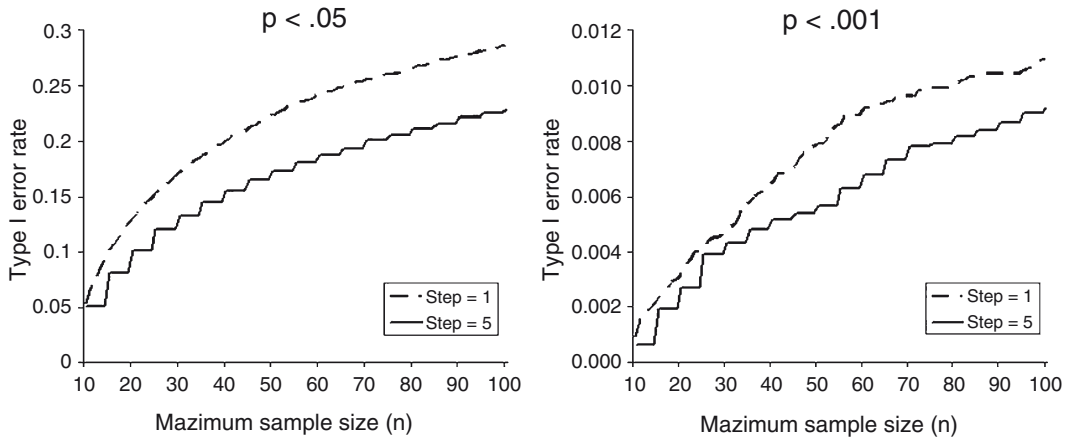 p < .05
0.3
0.25
0.2
0.15
0.1
0.05
0
Type I error rate
10 20 30 40 50 60 70 80 90 100
Mazimum sample size (n)
Step = 1
Step = 5
p < .001
0.012
0.010
0.008
0.006
0.004
0.002
0.000
Type I error rate
10 20 30 40 50 60 70 80 90 100
Mazimum sample size (n)
Step = 1
Step = 5